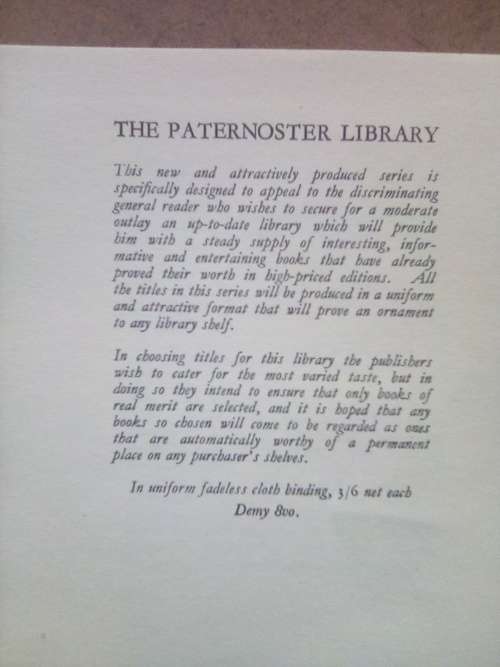 THE PATERNOSTER LIBRARY
This new and attractively produced series is
specifically designed to appeal to the discriminating
general reader who wishes to secure for a moderate
outlay an up-to-date library which will provide
him with a steady supply of interesting, infor-
mative and entertaining books that have already
proved their worth in high-priced editions. All
the titles in this series will be produced in a uniform
and attractive format that will prove an ornament
to any library shelf.
In choosing titles for this library the publishers
wish to cater for the most varied taste, but in
doing so they intend to ensure that only books of
real merit are selected, and it is hoped that any
books so chosen will come to be regarded as ones
that are automatically worthy of a permanent
place on any purchaser's shelves.
In uniform fadeless cloth binding, 3/6 net each
Demy 8vo.